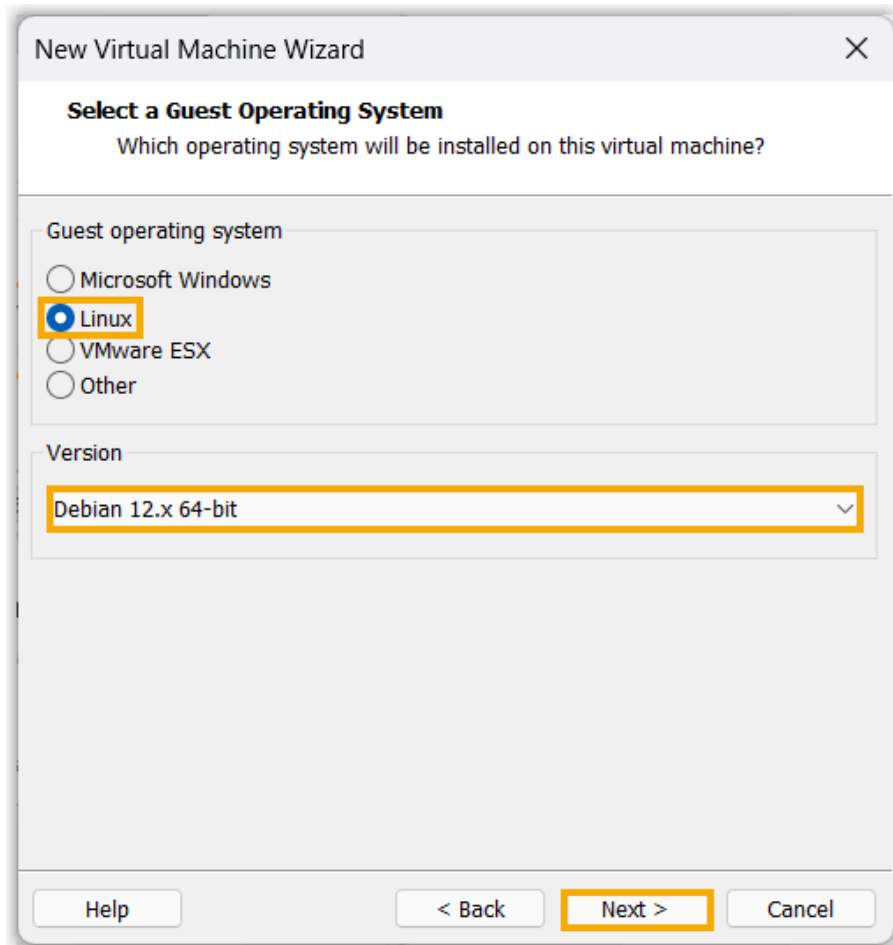 New Virtual Machine Wizard
Select a Guest Operating System
Which operating system will be installed on this virtual machine?
Guest operating system
Microsoft Windows
Linux
VMware ESX
Other
Version
Debian 12.x 64-bit
Help
< Back
Next >
Cancel